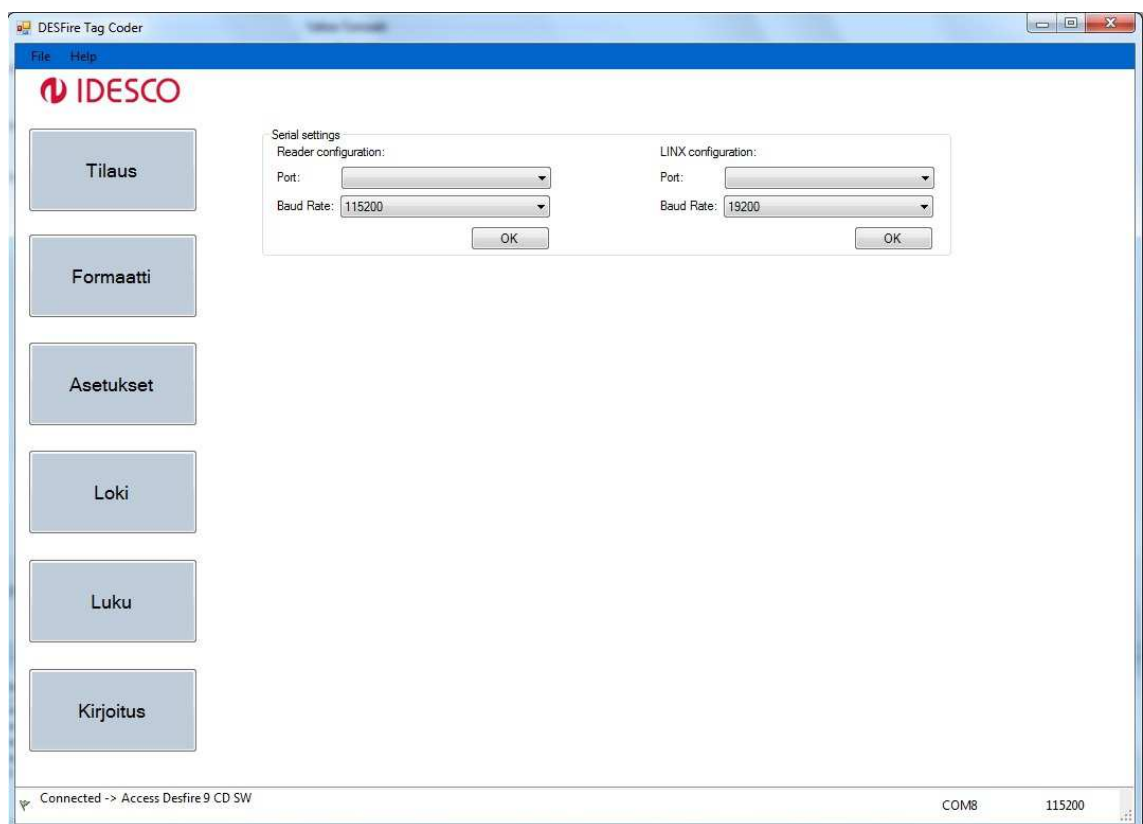 DESFire Tag Coder
File Help
IDESCO
Tilaus
Formaatti
Asetukset
Loki
Luku
Kirjoitus
Serial settings
Reader configuration:
Port:
Baud Rate: 115200
OK
LINX configuration:
Port:
Baud Rate: 19200
OK
Connected -> Access Desfire 9 CD SW
COM8 115200